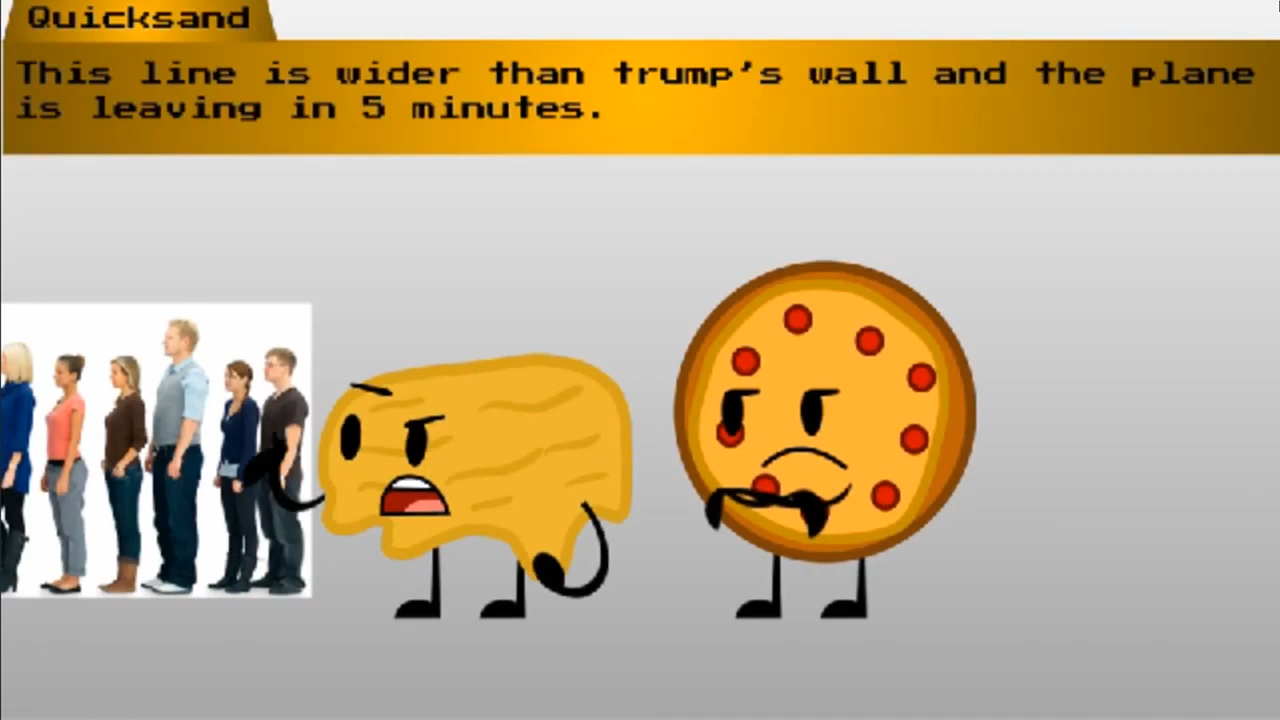 Quicksand
This line is wider than trump's wall and the plane
is leaving in 5 minutes.